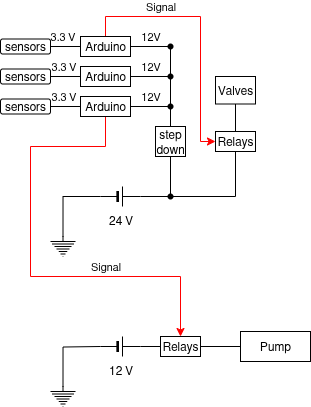 Signal
sensors 3.3 V Arduino 12V
sensors 3.3 V Arduino 12V
sensors 3.3 V Arduino 12V
Valves
step
down
Relays
24 V
Signal
Relays
Pump
12 V